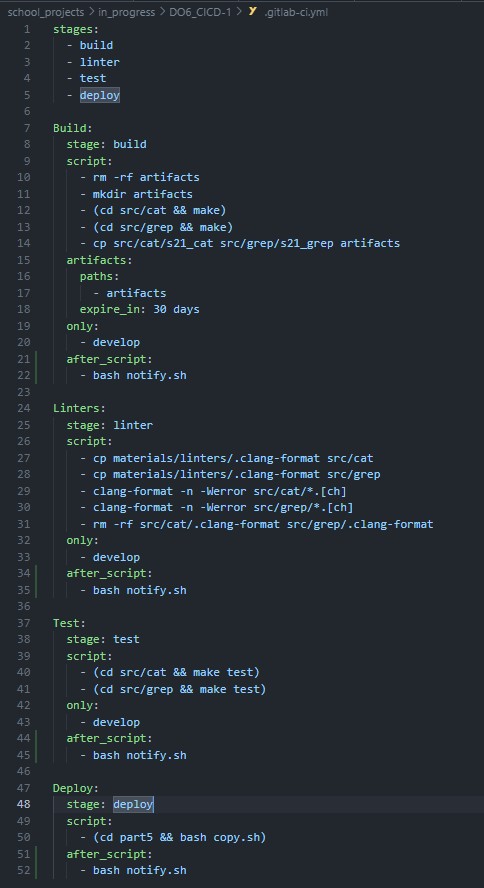 school_projects > in_progress > DO6_CICD-1 > .gitlab-ci.yml
1 stages:
2 - build
3 - linter
4 - test
5 - deploy
6
7 Build:
8 stage: build
9 script:
10 - rm -rf artifacts
11 - mkdir artifacts
12 - (cd src/cat && make)
13 - (cd src/grep && make)
14 - cp src/cat/s21_cat src/grep/s21_grep artifacts
15 artifacts:
16 paths:
17 - artifacts
18 expire_in: 30 days
19 only:
20 - develop
21 after_script:
22 - bash notify.sh
23
24 Linters:
25 stage: linter
26 script:
27 - cp materials/linters/.clang-format src/cat
28 - cp materials/linters/.clang-format src/grep
29 - clang-format -n -Werror src/cat/*.[ch]
30 - clang-format -n -Werror src/grep/*.[ch]
31 - rm -rf src/cat/.clang-format src/grep/.clang-format
32 only:
33 - develop
34 after_script:
35 - bash notify.sh
36
37 Test:
38 stage: test
39 script:
40 - (cd src/cat && make test)
41 - (cd src/grep && make test)
42 only:
43 - develop
44 after_script:
45 - bash notify.sh
46
47 Deploy:
48 stage: deploy
49 script:
50 - (cd part5 && bash copy.sh)
51 after_script:
52 - bash notify.sh